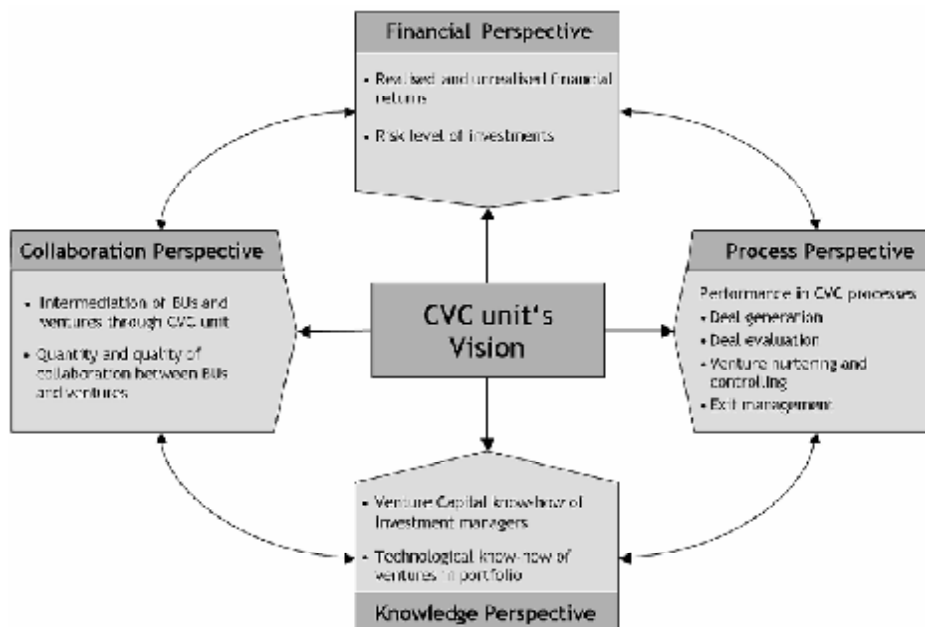 Financial Perspective
• Realised and unrealised financial
returns
• Risk level of investments
Collaboration Perspective
• Intermediation of BUs and
ventures through CVC unit
• Quantity and quality of
collaboration between BUs
and ventures
CVC unit's
Vision
Process Perspective
Performance in CVC processes
• Deal generation
• Deal evaluation
• Venture nurtering and
controlling
• Exit management
• Venture Capital know-how of
Investment managers
• Technological know-how of
ventures in portfolio
Knowledge Perspective